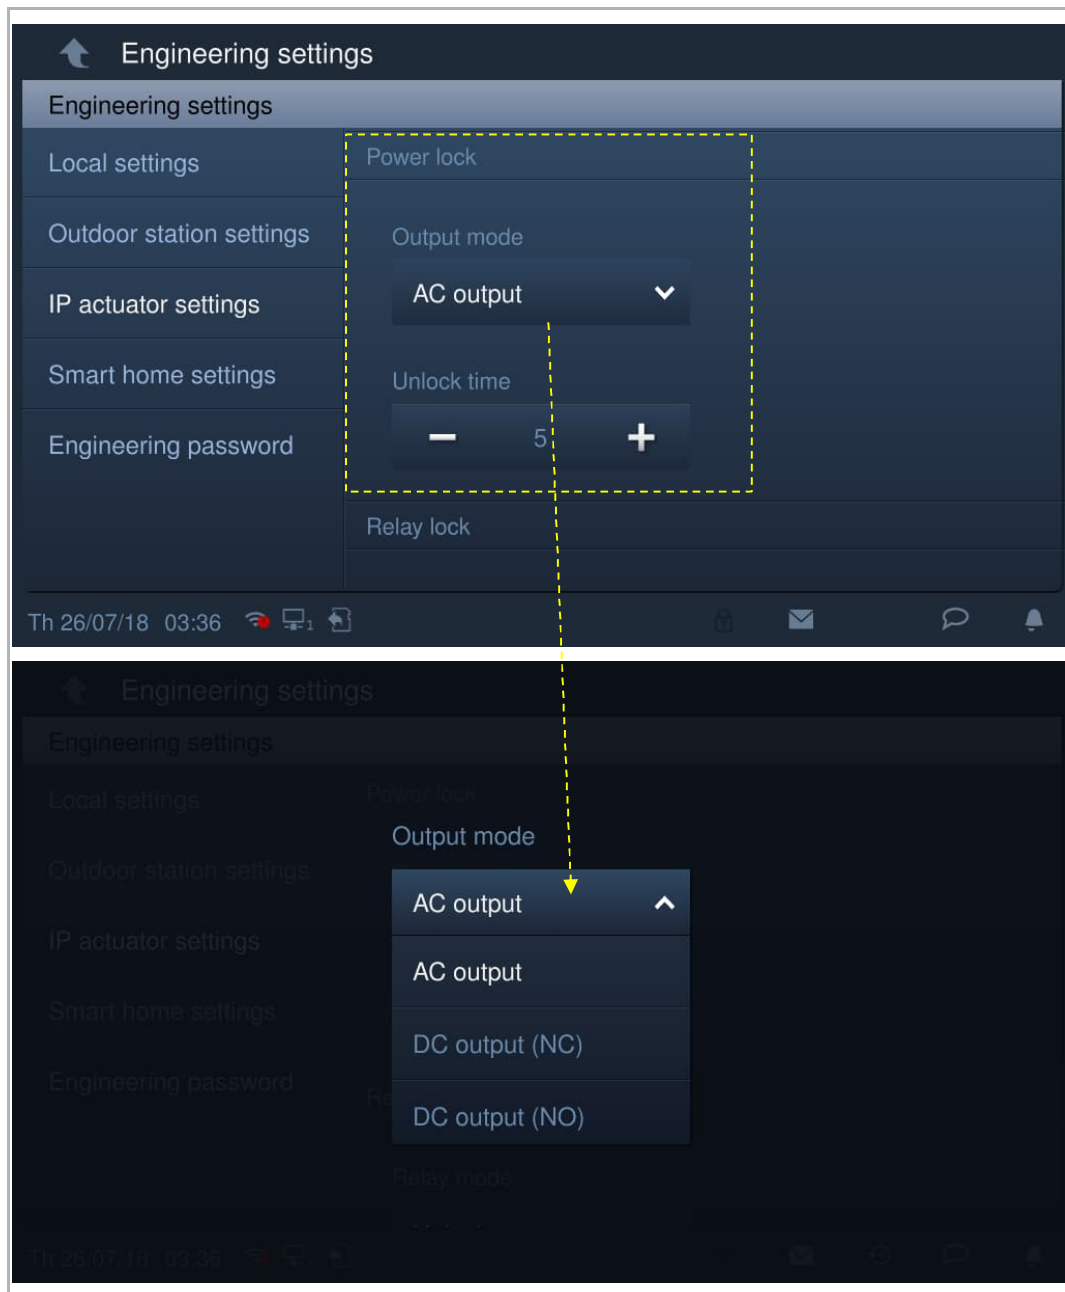 Engineering settings
Engineering settings
Local settings
Power lock
Outdoor station settings
Output mode
IP actuator settings
AC output
Smart home settings
Unlock time
Engineering password
5
Relay lock
Th 26/07/18 03:36
1
Engineering settings
Engineering settings
Local settings
Power lock
Output mode
Outdoor station settings
AC output
IP actuator settings
AC output
Smart home settings
DC output (NC)
Engineering password
Re
DC output (NO)
Relay mode
Th 26/07/18 03:36